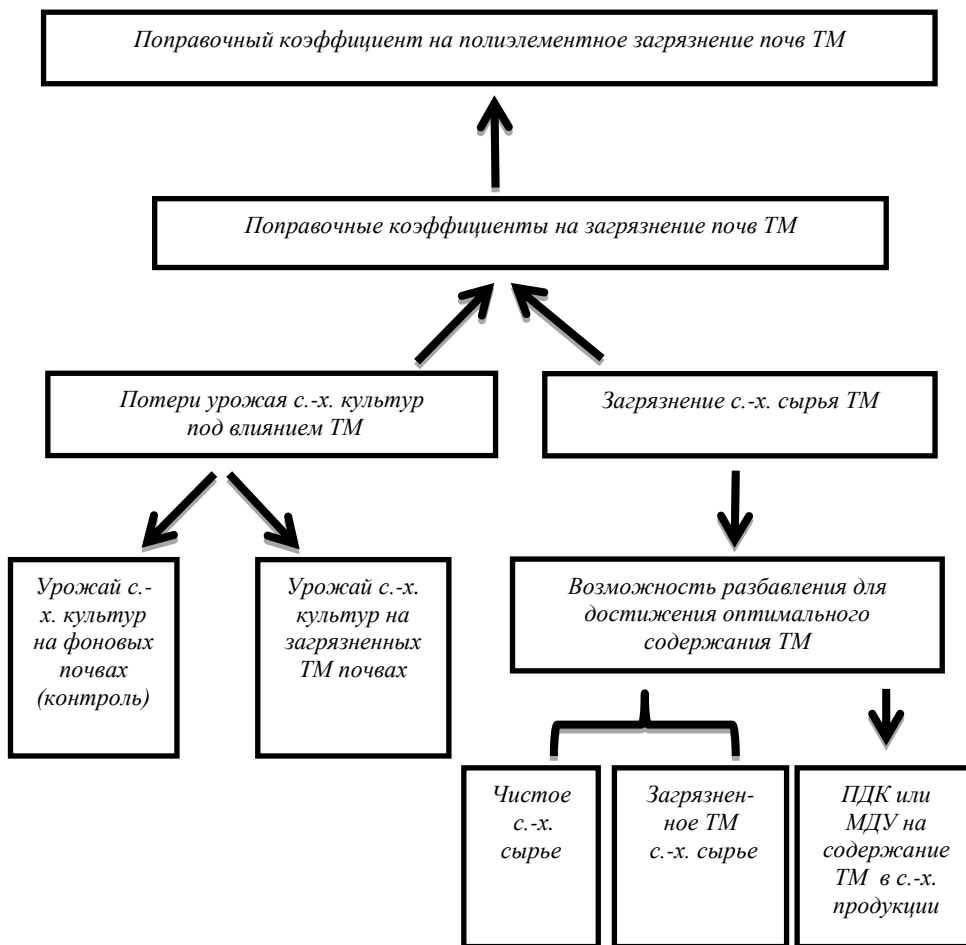 Поправочный коэффициент на полиэлементное загрязнение почв ТМ
Поправочные коэффициенты на загрязнение почв ТМ
Потери урожая с.-х. культур
под влиянием ТМ
Загрязнение с.-х. сырья ТМ
Урожай с.-
х. культур
на фоновых
почвах
(контроль)
Урожай с.-х.
культур на
загрязненных
ТМ почвах
Возможность разбавления для
достижения оптимального
содержания ТМ
Чистое
с.-х.
сырье
Загрязнен-
ное ТМ
с.-х. сырье
ПДК или
МДУ на
содержание
ТМ в с.-х.
продукции